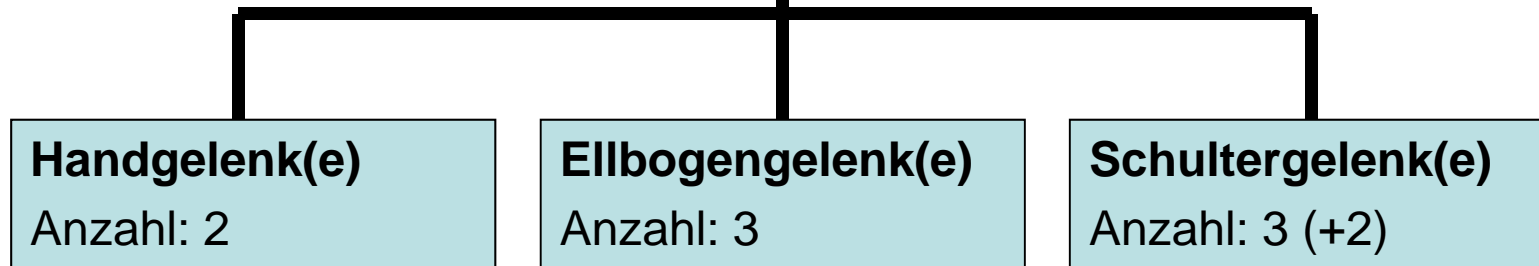 Handgelenk(e)
Anzahl: 2
Ellbogengelenk(e)
Anzahl: 3
Schultergelenk(e)
Anzahl: 3 (+2)